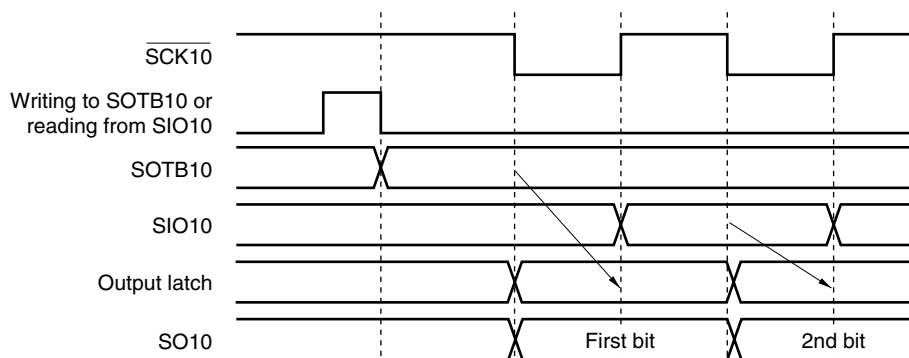 SCK10
Writing to SOTB10 or
reading from SIO10
SOTB10
SIO10
Output latch
SO10
First bit
2nd bit